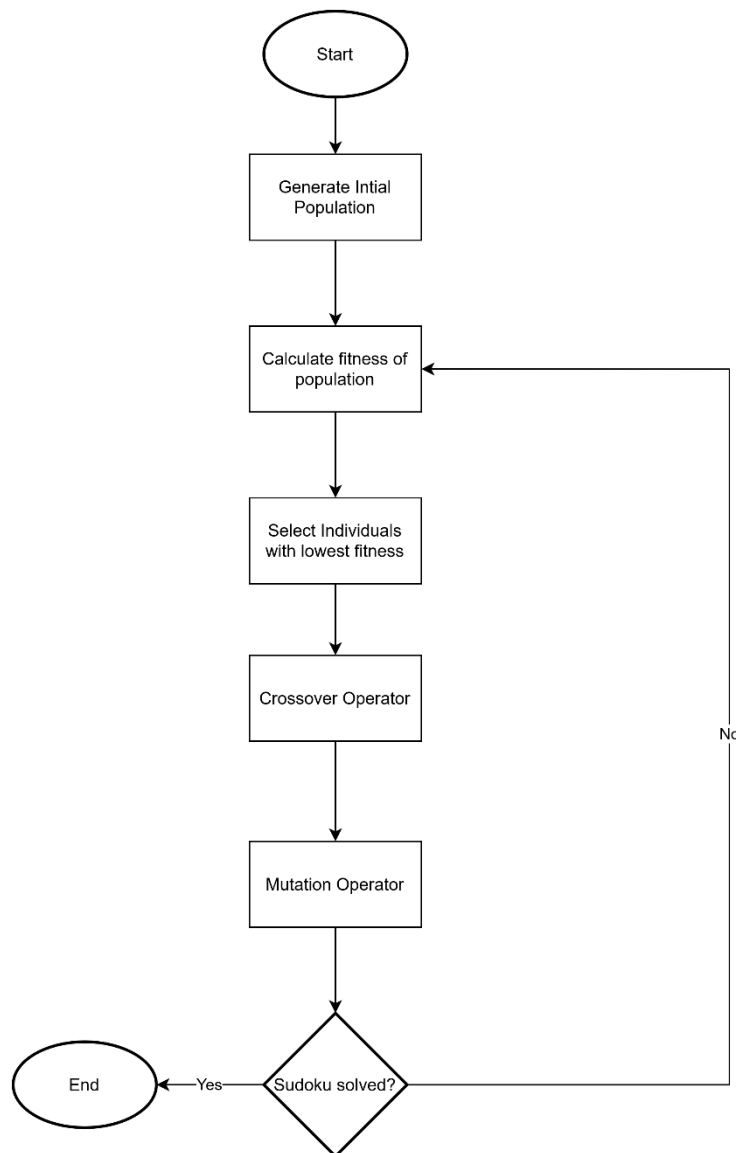 Start
Generate Intial
Population
Calculate fitness of
population
Select Individuals
with lowest fitness
Crossover Operator
No
Mutation Operator
End
Yes
Sudoku solved?